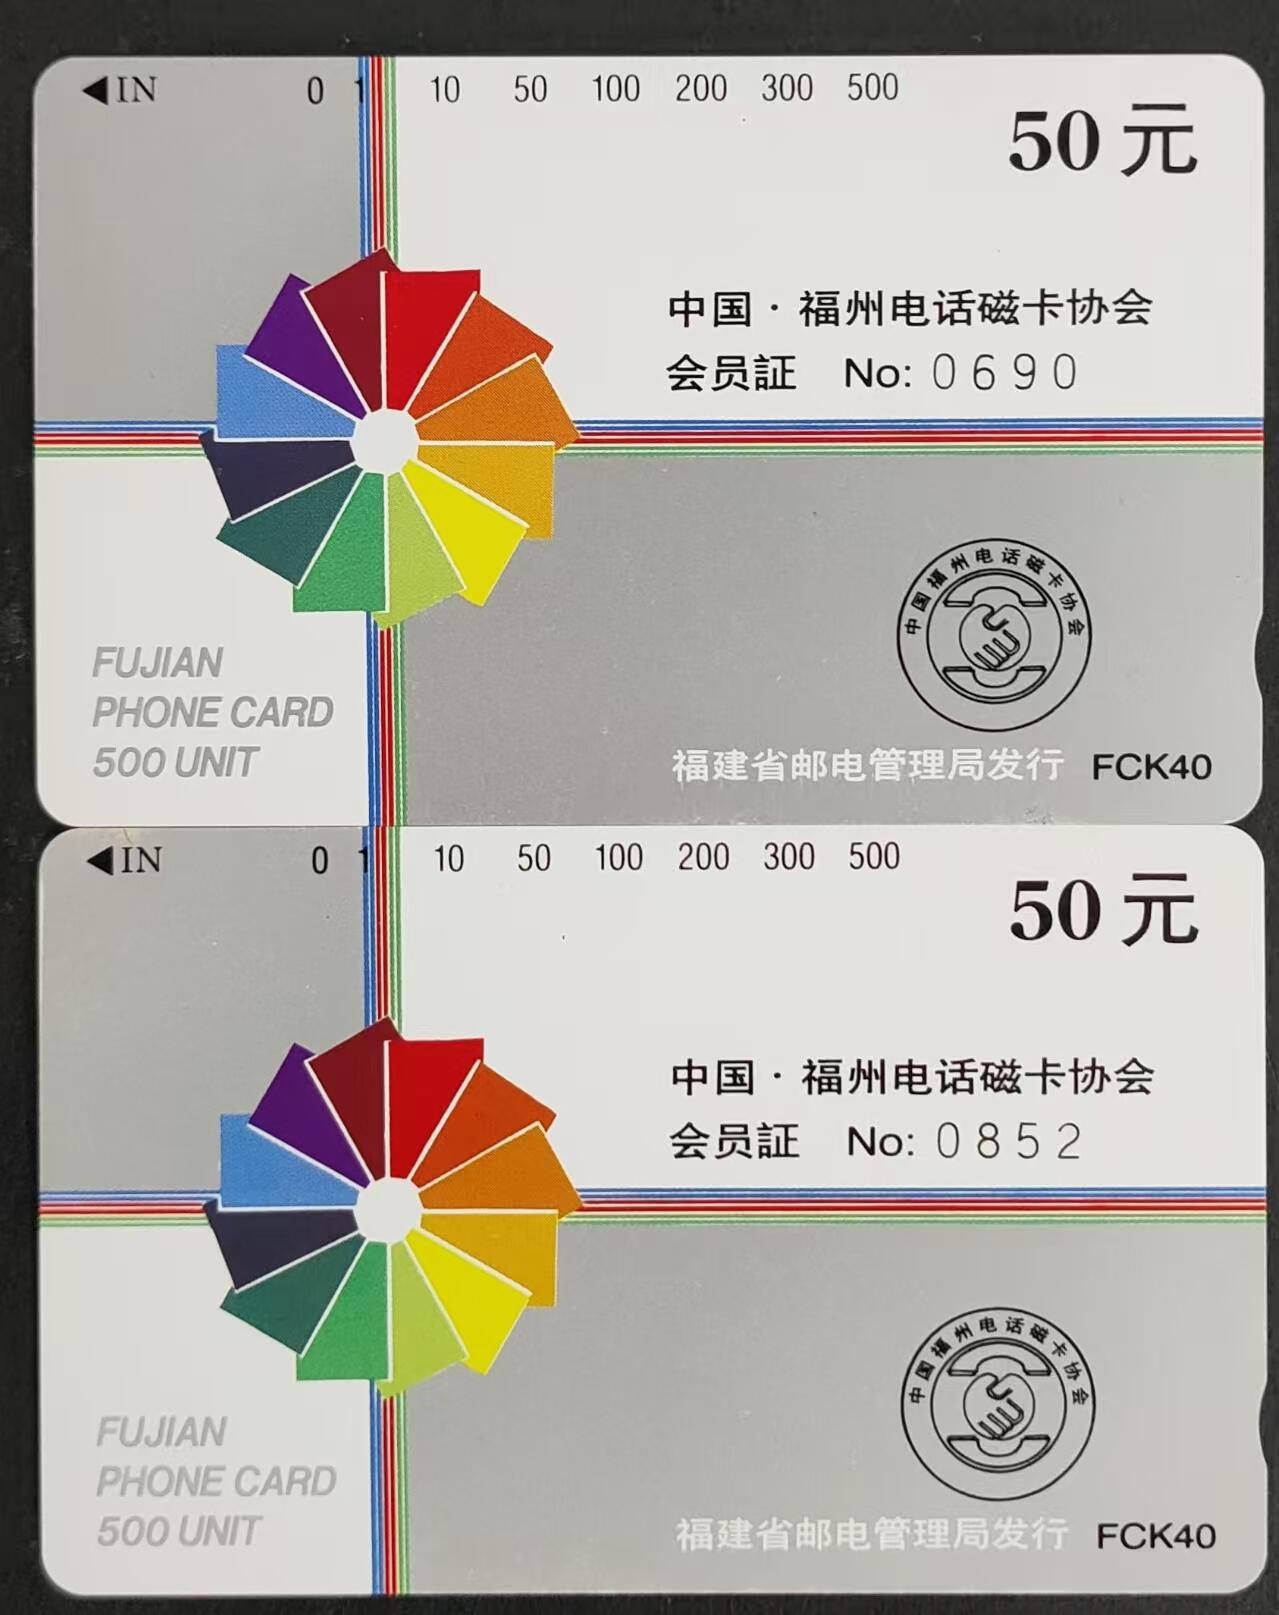 ◀IN 0 1 10 50 100 200 300 500
50元
中国·福州电话磁卡协会
会员証 No: 0690
中国福州电话磁卡协会
FUJIAN
PHONE CARD
500 UNIT
福建省邮电管理局发行 FCK40
◀IN 0 1 10 50 100 200 300 500
50元
中国·福州电话磁卡协会
会员証 No: 0852
中国福州电话磁卡协会
FUJIAN
PHONE CARD
500 UNIT
福建省邮电管理局发行 FCK40